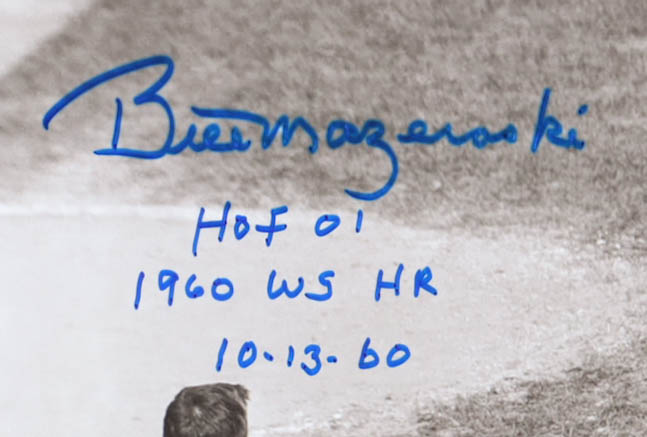 Bill Mazeroski
HOF 01
1960 WS HR
10-13-60